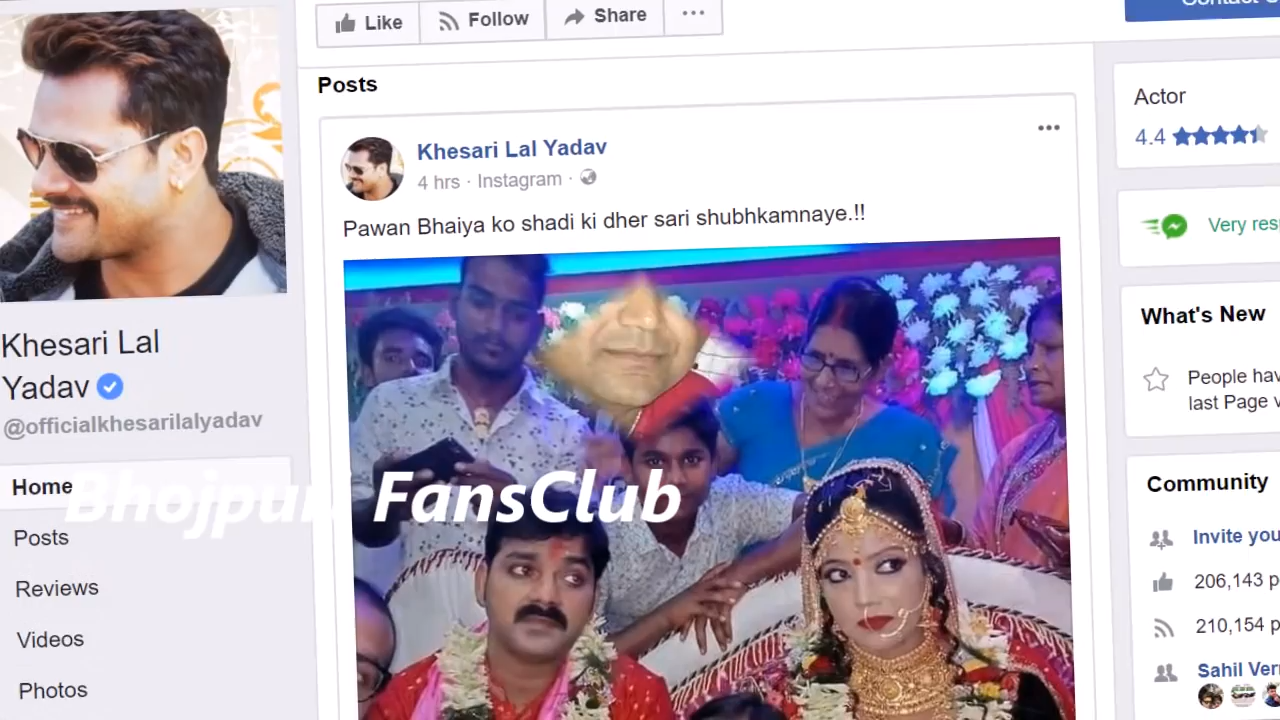 Like
Follow
Share
Posts
Khesari Lal Yadav
4 hrs · Instagram ·
Pawan Bhaiya ko shadi ki dher sari shubhkamnaye.!!
Khesari Lal
Yadav
@officialkhesarilalyadav
Home
Posts
Reviews
Videos
Photos
Bhojpuri FansClub
Actor
4.4
Very
What's New
People
last Page
Community
Invite you
206,143
210,154
Sahil